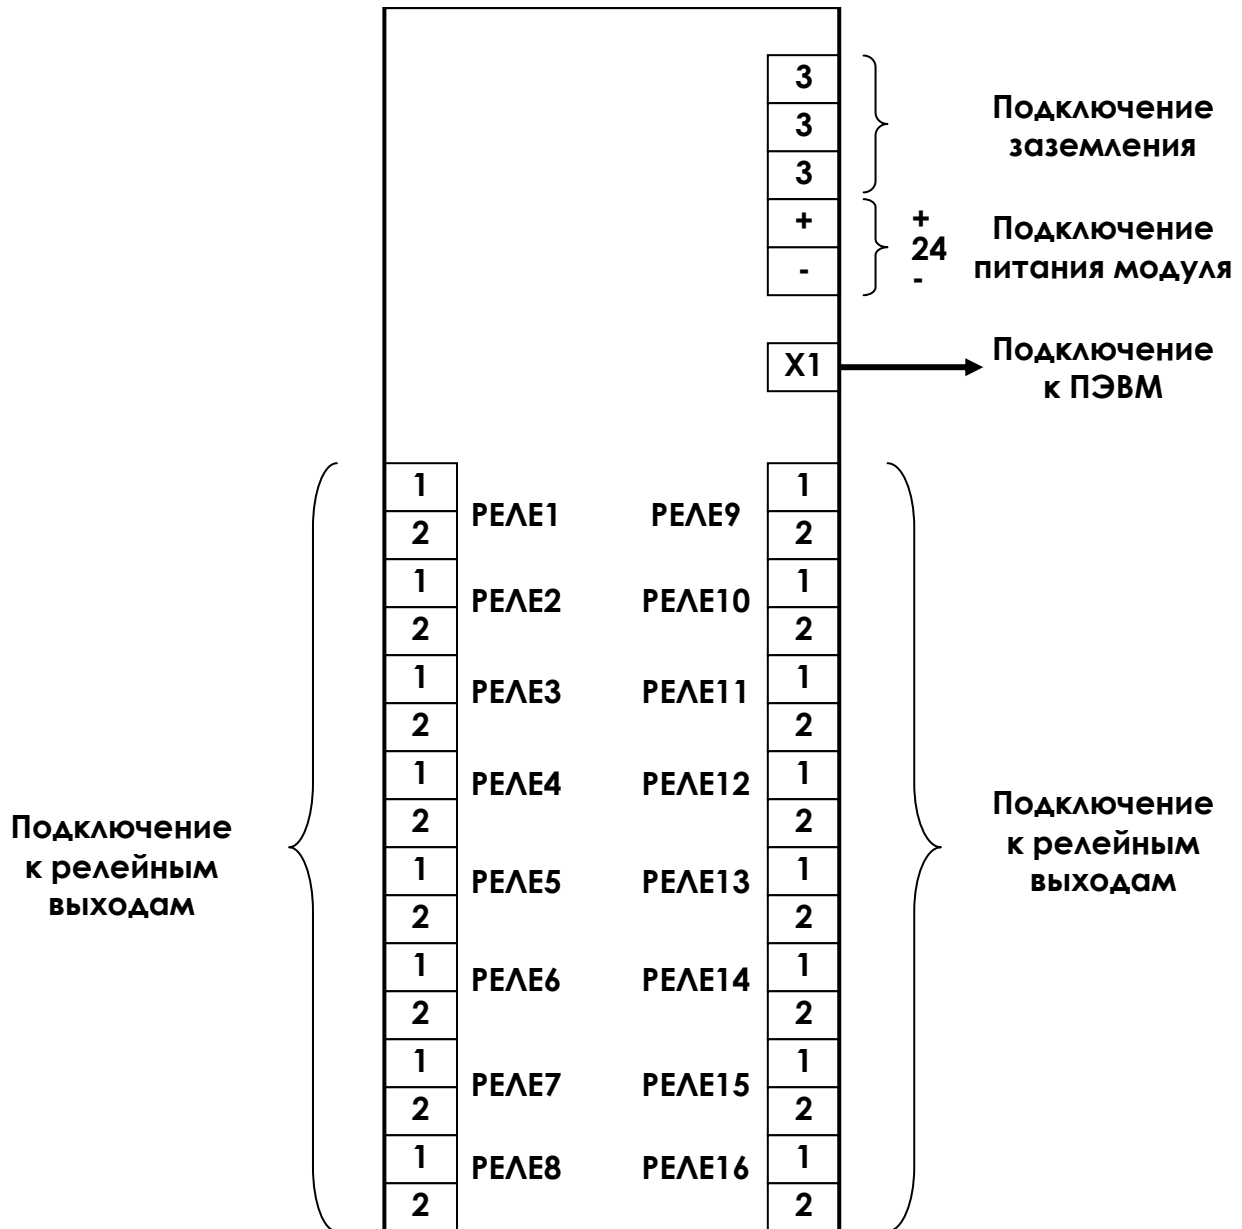 3
3
3
Подключение
заземления
+
-
+
24
-
Подключение
питания модуля
X1
Подключение
к ПЭВМ
1
2
РЕЛЕ1
РЕЛЕ9
1
2
1
2
РЕЛЕ2
РЕЛЕ10
1
2
1
2
РЕЛЕ3
РЕЛЕ11
1
2
1
2
РЕЛЕ4
РЕЛЕ12
1
2
1
2
РЕЛЕ5
РЕЛЕ13
1
2
1
2
РЕЛЕ6
РЕЛЕ14
1
2
1
2
РЕЛЕ7
РЕЛЕ15
1
2
1
2
РЕЛЕ8
РЕЛЕ16
1
2
Подключение
к релейным
выходам
Подключение
к релейным
выходам